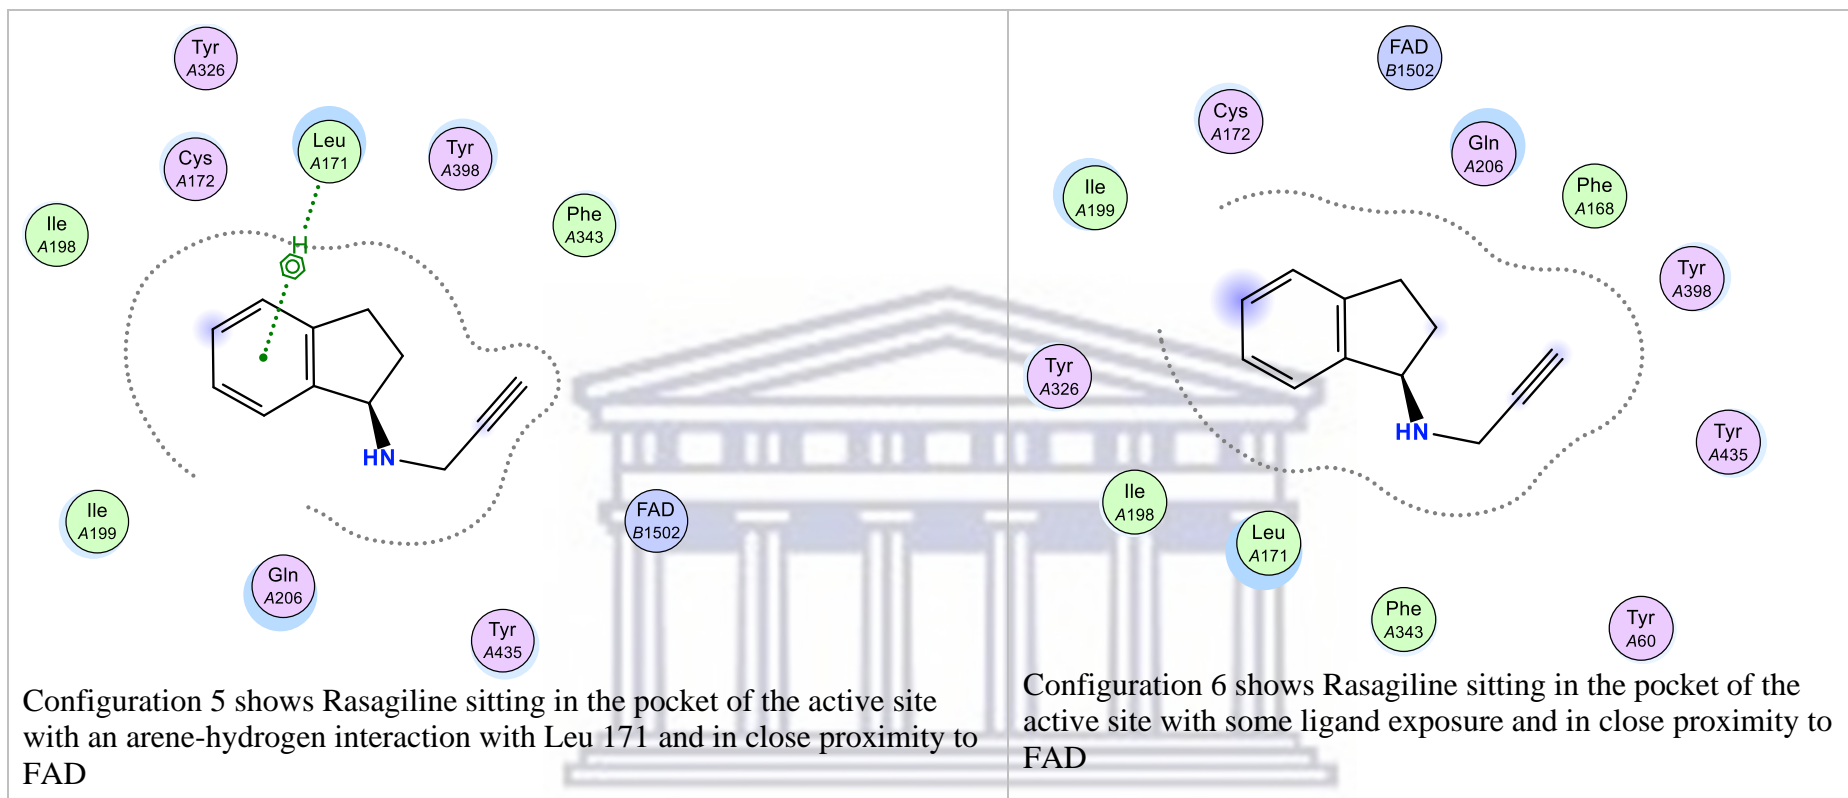 Tyr
A326
Leu
A171
Cys
A172
Tyr
A398
Ile
A198
Phe
A343
H
HN
Ile
A199
FAD
B1502
Gln
A206
Tyr
A435
Configuration 5 shows Rasagiline sitting in the pocket of the active site
with an arene-hydrogen interaction with Leu 171 and in close proximity to
FAD
FAD
B1502
Cys
A172
Gln
A206
Ile
A199
Phe
A168
Tyr
A398
Tyr
A326
HN
Tyr
A435
Ile
A198
Leu
A171
Phe
A343
Tyr
A60
Configuration 6 shows Rasagiline sitting in the pocket of the
active site with some ligand exposure and in close proximity to
FAD